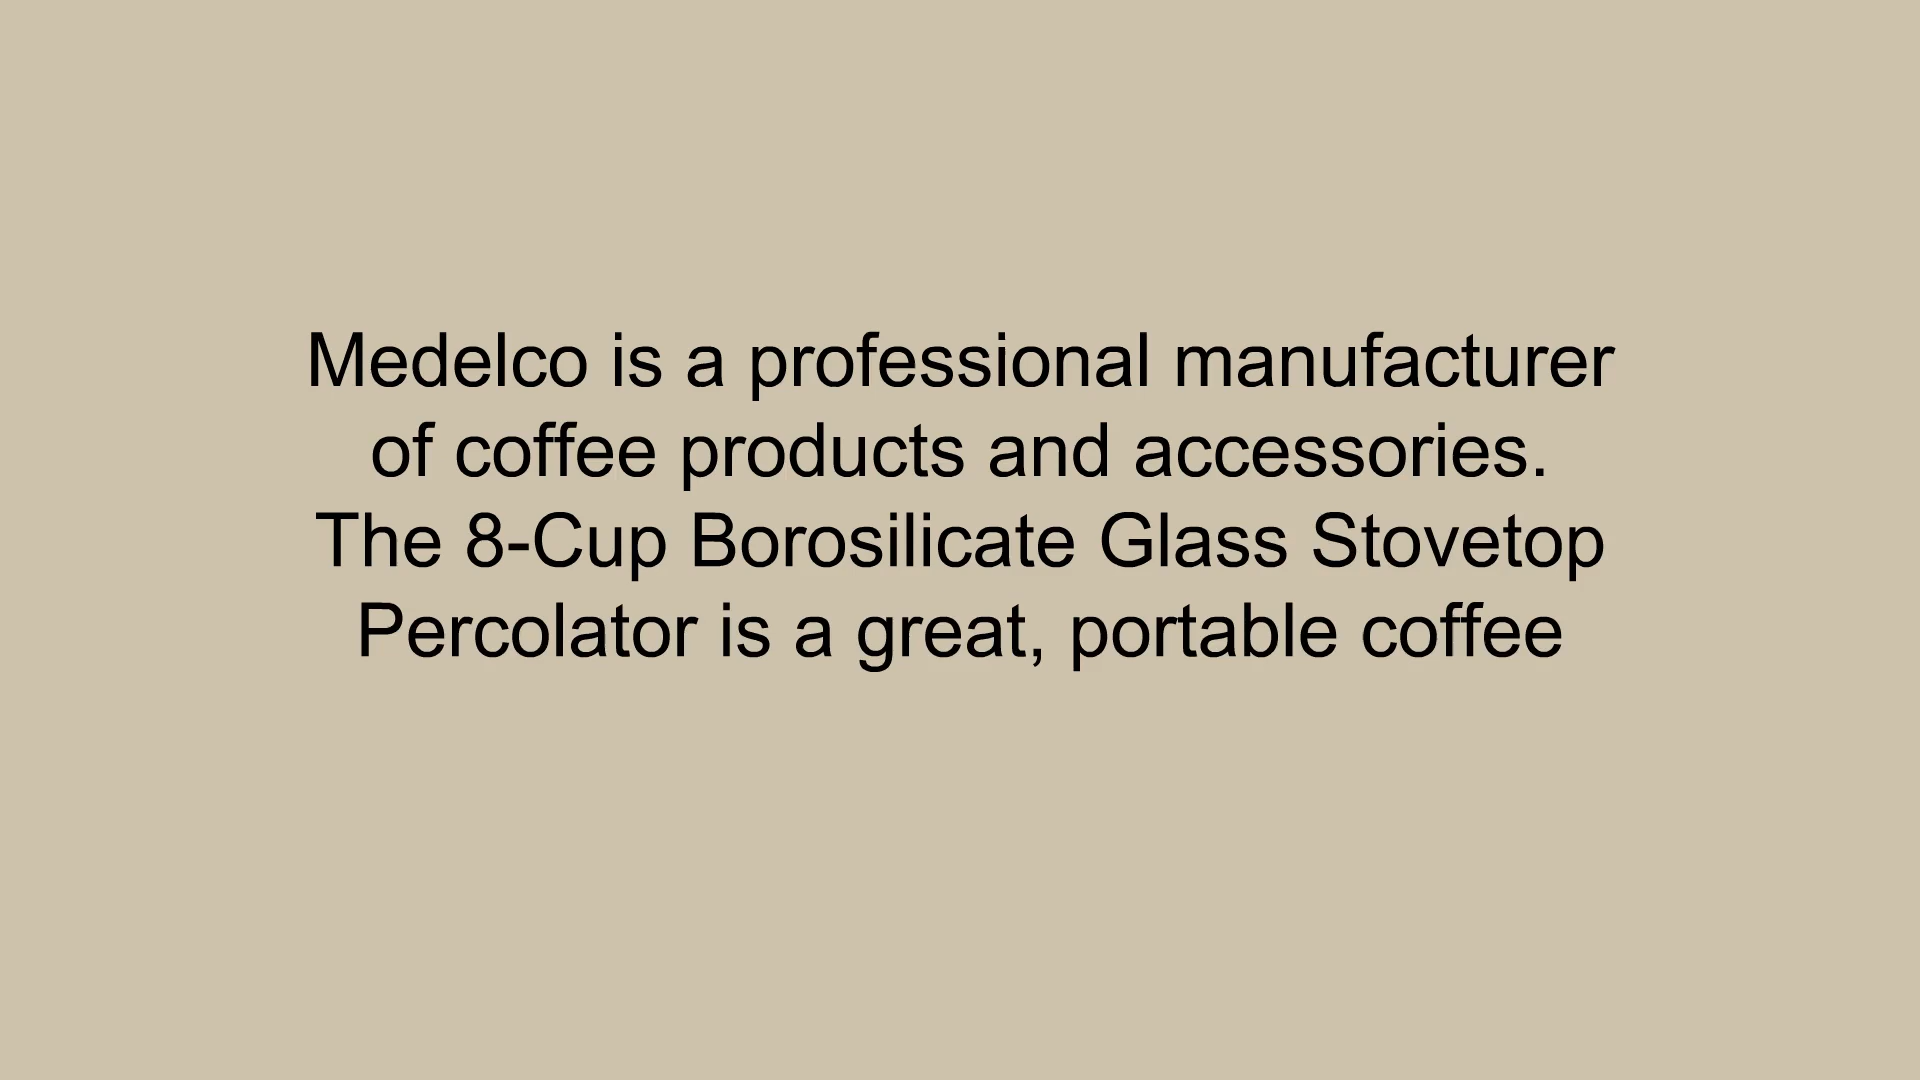 Medelco is a professional manufacturer
of coffee products and accessories.
The 8-Cup Borosilicate Glass Stovetop
Percolator is a great, portable coffee